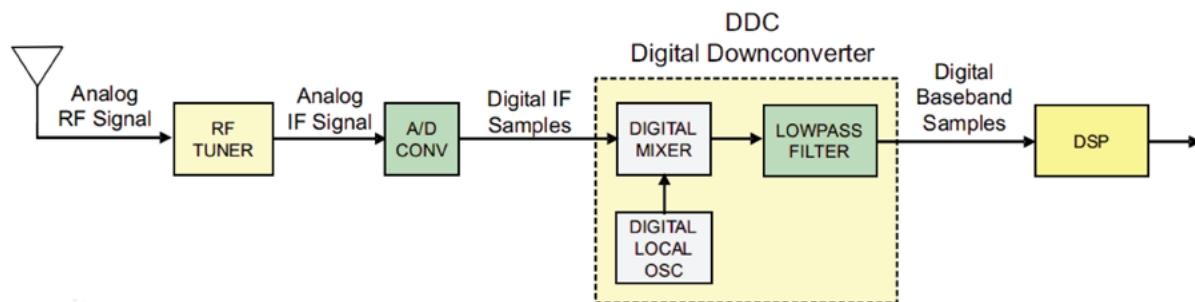 DDC
Digital Downconverter
Analog
RF Signal
RF
TUNER
Analog
IF Signal
A/D
CONV
Digital IF
Samples
DIGITAL
MIXER
DIGITAL
LOCAL
OSC
LOWPASS
FILTER
Digital
Baseband
Samples
DSP